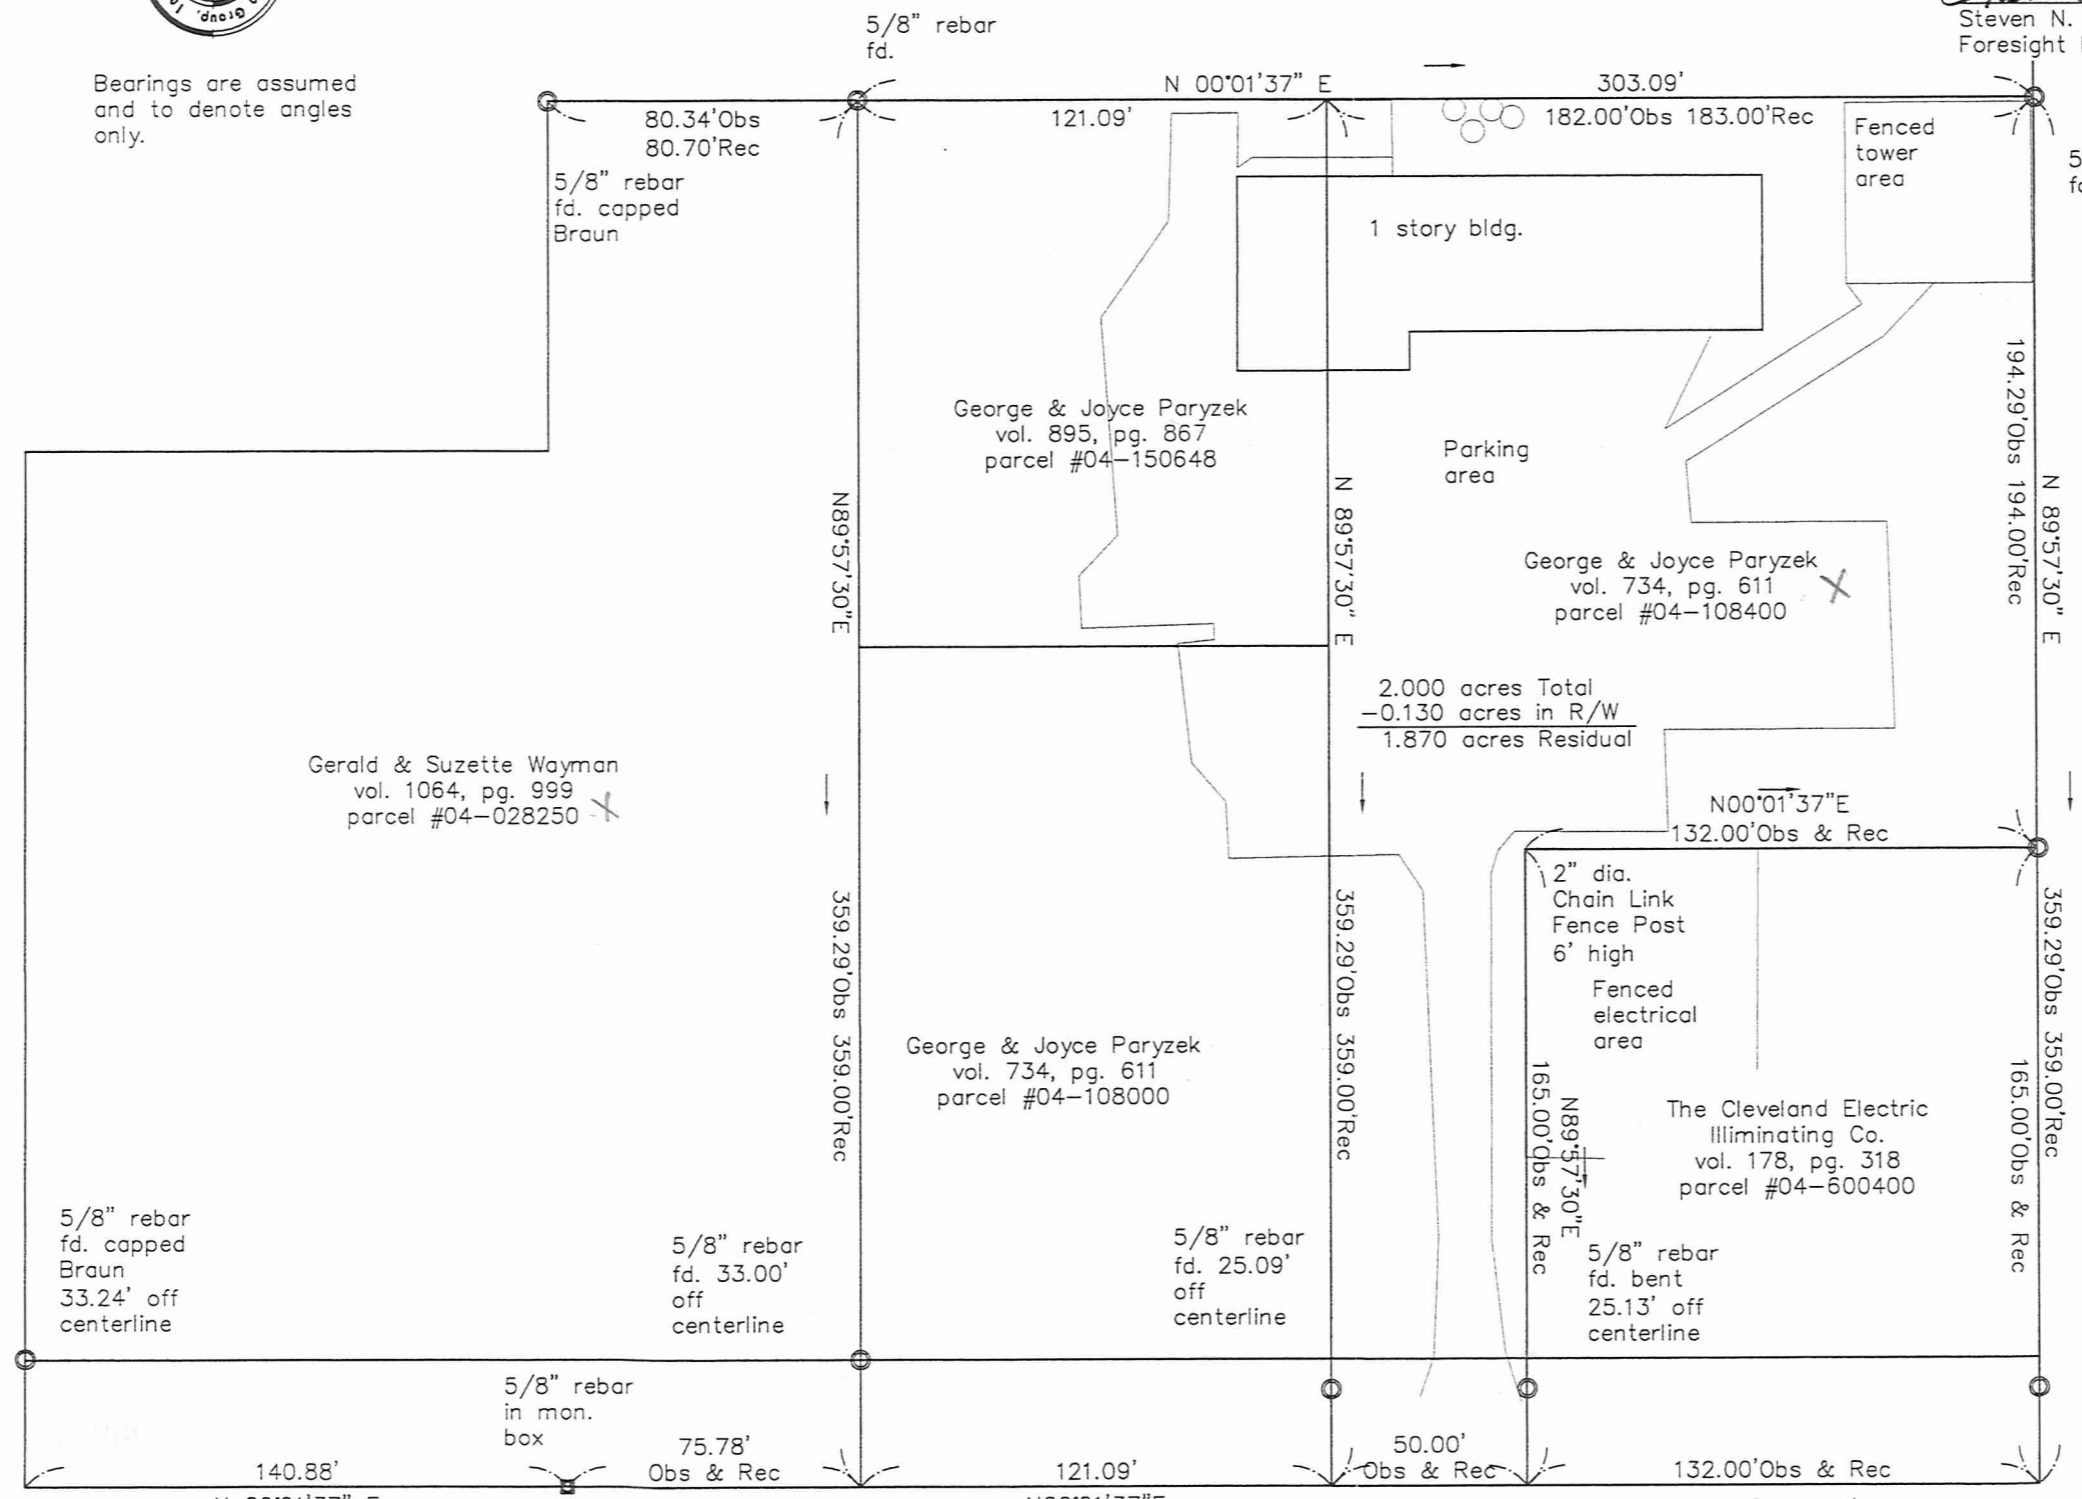 Group, In
Steven N.
Foresight
5/8" rebar
fd.
Bearings are assumed
and to denote angles
only.
N 00°01'37" E
303.09'
80.34'Obs
80.70'Rec
121.09'
182.00'Obs 183.00'Rec
Fenced
tower
area
5/8" rebar
fd. capped
Braun
1 story bldg.
194.29'Obs 194.00'Rec
George & Joyce Paryzek
vol. 895, pg. 867
parcel #04-150648
Parking
area
N89°57'30"E
N 89°57'30" E
N 89°57'30" E
George & Joyce Paryzek
vol. 734, pg. 611
parcel #04-108400
X
2.000 acres Total
-0.130 acres in R/W
1.870 acres Residual
Gerald & Suzette Wayman
vol. 1064, pg. 999
parcel #04-028250
X
N00°01'37"E
132.00'Obs & Rec
359.29'Obs 359.00'Rec
359.29'Obs 359.00'Rec
359.29'Obs 359.00'Rec
2" dia.
Chain Link
Fence Post
6' high
Fenced
electrical
area
George & Joyce Paryzek
vol. 734, pg. 611
parcel #04-108000
165.00'Obs & Rec
N89°57'30"E
The Cleveland Electric
Illiminating Co.
vol. 178, pg. 318
parcel #04-600400
165.00'Obs & Rec
5/8" rebar
fd. capped
Braun
33.24' off
centerline
5/8" rebar
fd. 33.00'
off
centerline
5/8" rebar
fd. 25.09'
off
centerline
5/8" rebar
fd. bent
25.13' off
centerline
5/8" rebar
in mon.
box
140.88'
75.78'
Obs & Rec
121.09'
50.00'
Obs & Rec
132.00'Obs & Rec